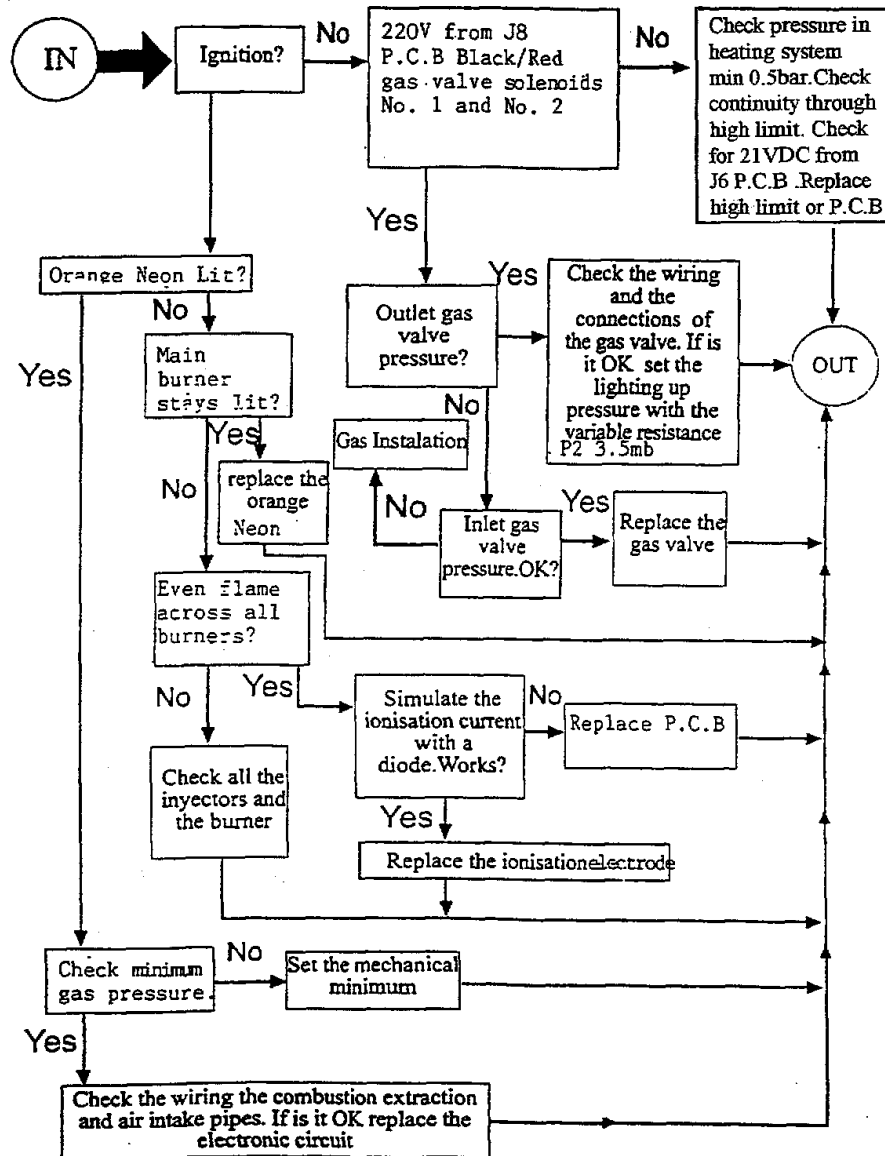 IN
Ignition?
No
220V from J8
P.C.B Black/Red
gas valve solenoids
No. 1 and No. 2
No
Check pressure in
heating system
min 0.5bar.Check
continuity through
high limit. Check
for 21VDC from
J6 P.C.B .Replace
high limit or P.C.B
Yes
Orange Neon Lit?
No
Yes
Main
burner
stays Lit?
Yes
No
replace the
orange
Neon
Outlet gas
valve
pressure?
Yes
Check the wiring
and the
connections of
the gas valve. If is
it OK set the
lighting up
pressure with the
variable resistance
P2 3.5mb
OUT
No
Gas Instalation
No
Inlet gas
valve
pressure.OK?
Yes
Replace the
gas valve
Even flame
across all
burners?
No
Yes
Simulate the
ionisation current
with a
diode.Works?
No
Replace P.C.B
Check all the
inyectors and
the burner
Yes
Replace the ionisationelectrode
Check minimum
gas pressure.
No
Set the mechanical
minimum
Yes
Check the wiring the combustion extraction
and air intake pipes. If is it OK replace the
electronic circuit